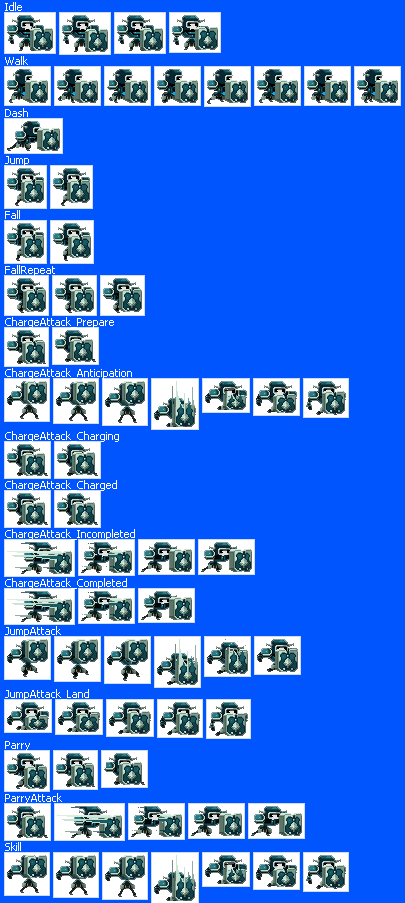 Idle
Walk
Dash
Jump
Fall
FallRepeat
ChargeAttack_Prepare
ChargeAttack_Anticipation
ChargeAttack_Charging
ChargeAttack_Charged
ChargeAttack_Incompleted
ChargeAttack_Completed
JumpAttack
JumpAttack_Land
Parry
ParryAttack
Skill